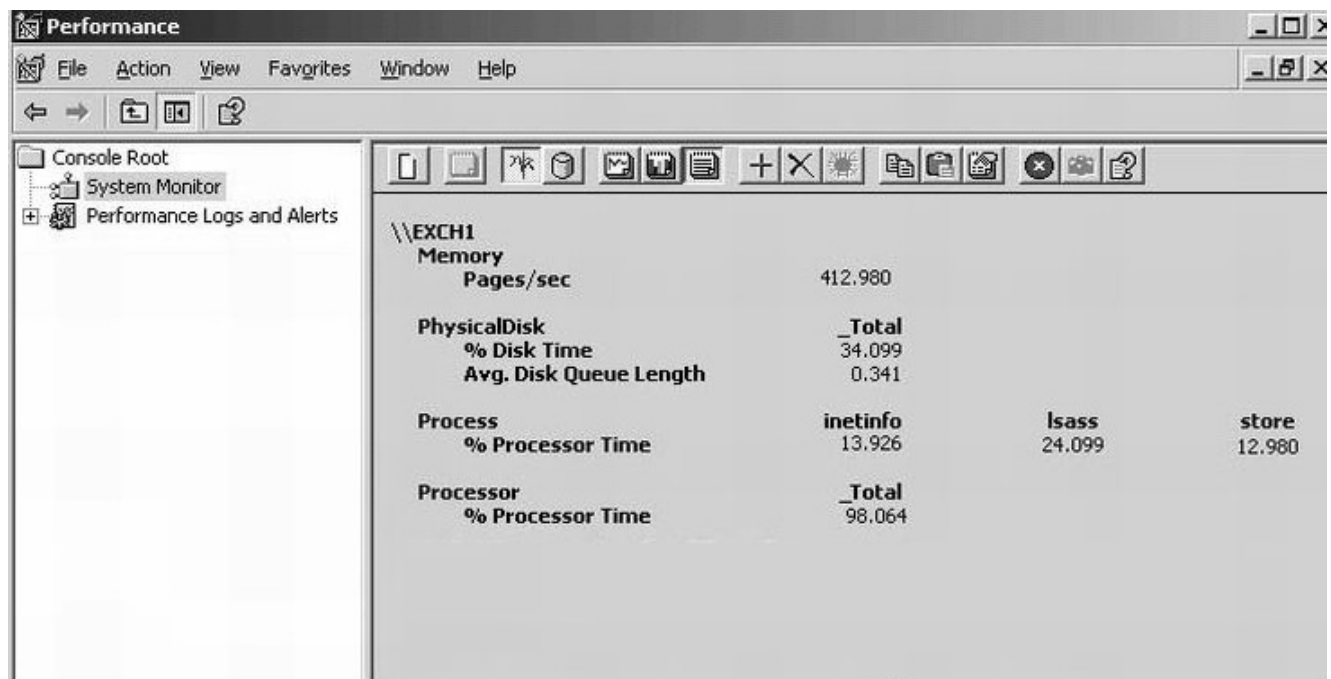 Performance
File Action View Favorites Window Help
Console Root
System Monitor
Performance Logs and Alerts
\\EXCH1
Memory
Pages/sec 412.980
PhysicalDisk _Total
% Disk Time 34.099
Avg. Disk Queue Length 0.341
Process inetinfo lsass store
% Processor Time 13.926 24.099 12.980
Processor _Total
% Processor Time 98.064